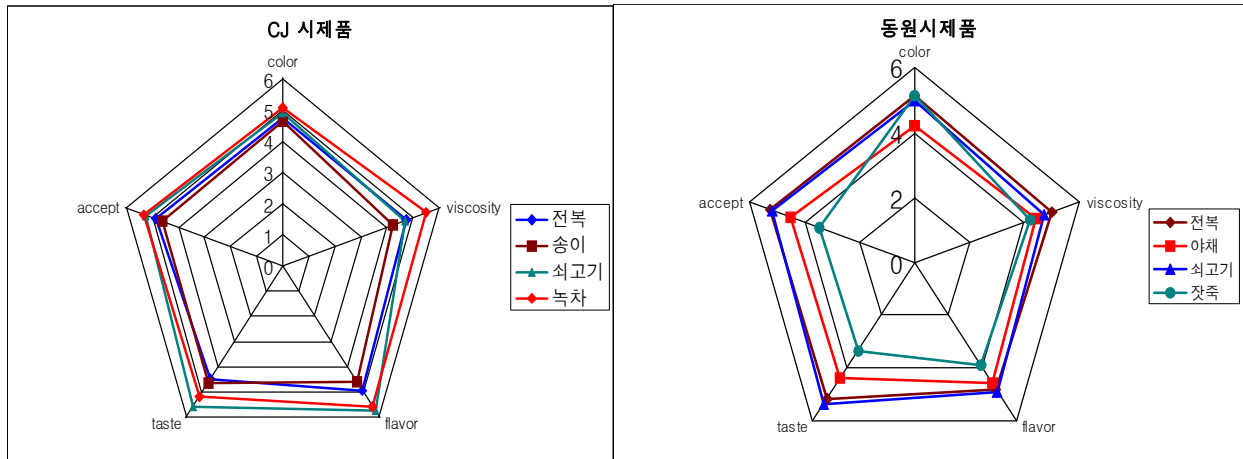 CJ 시제품
color
6
5
4
3
2
1
0
viscosity
flavor
taste
accept
전복
송이
쇠고기
녹차
동원시제품
color
6
4
2
0
viscosity
flavor
taste
accept
전복
야채
쇠고기
잣죽